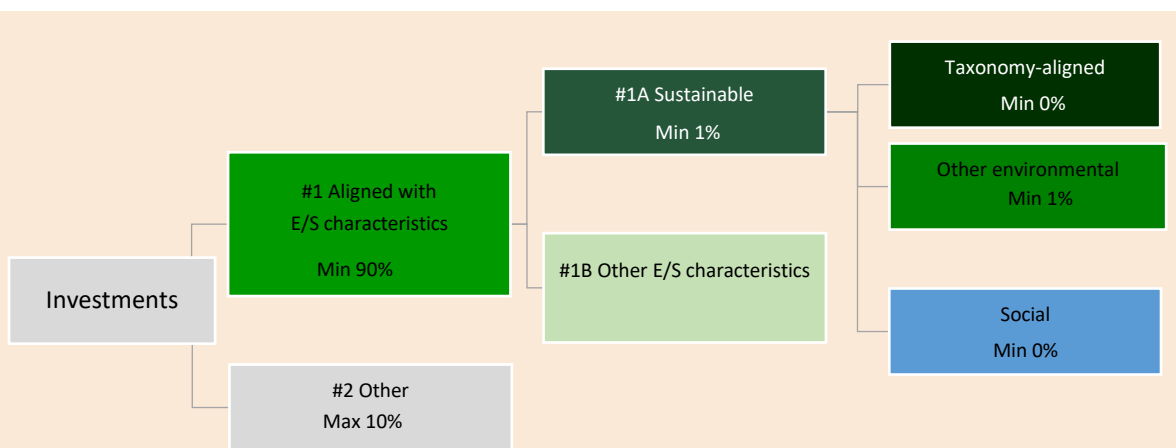 Investments
#1 Aligned with
E/S characteristics
Min 90%
#2 Other
Max 10%
#1A Sustainable
Min 1%
#1B Other E/S characteristics
Taxonomy-aligned
Min 0%
Other environmental
Min 1%
Social
Min 0%